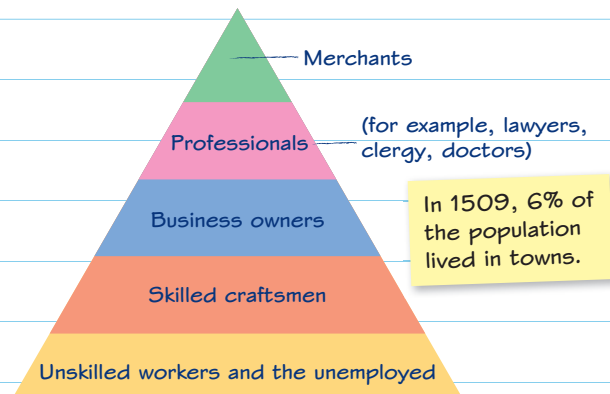 Merchants
Professionals
(for example, lawyers,
clergy, doctors)
Business owners
In 1509, 6% of
the population
lived in towns.
Skilled craftsmen
Unskilled workers and the unemployed